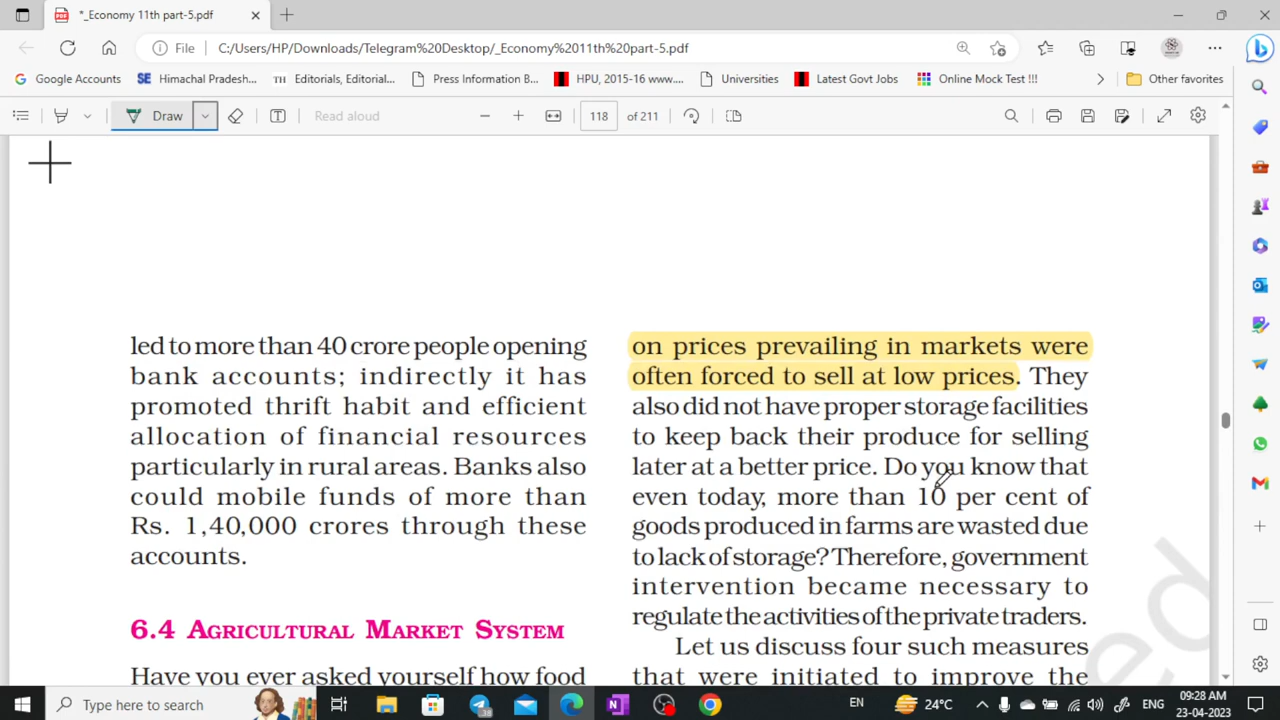 *_Economy 11th part-5.pdf
File C:/Users/HP/Downloads/Telegram%20Desktop/_Economy%2011th%20part-5.pdf
Google Accounts SE Himachal Pradesh... TH Editorials, Editorial... Press Information B... HPU, 2015-16 www.... Universities Latest Govt Jobs Online Mock Test !!! Other favorites
Draw Read aloud 118 of 211
led to more than 40 crore people opening
bank accounts; indirectly it has
promoted thrift habit and efficient
allocation of financial resources
particularly in rural areas. Banks also
could mobile funds of more than
Rs. 1,40,000 crores through these
accounts.
6.4 AGRICULTURAL MARKET SYSTEM
Have you ever asked yourself how food
on prices prevailing in markets were
often forced to sell at low prices. They
also did not have proper storage facilities
to keep back their produce for selling
later at a better price. Do you know that
even today, more than 10 per cent of
goods produced in farms are wasted due
to lack of storage? Therefore, government
intervention became necessary to
regulate the activities of the private traders.
Let us discuss four such measures
that were initiated to improve the
ed
Type here to search
EN 24°C ENG 09:28 AM
23-04-2023